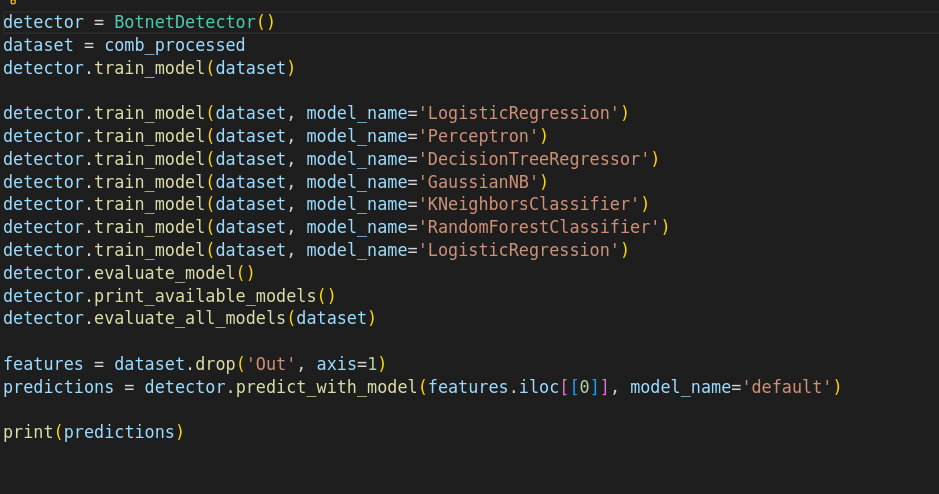 detector = BotnetDetector()
dataset = comb_processed
detector.train_model(dataset)
detector.train_model(dataset, model_name='LogisticRegression')
detector.train_model(dataset, model_name='Perceptron')
detector.train_model(dataset, model_name='DecisionTreeRegressor')
detector.train_model(dataset, model_name='GaussianNB')
detector.train_model(dataset, model_name='KNeighborsClassifier')
detector.train_model(dataset, model_name='RandomForestClassifier')
detector.train_model(dataset, model_name='LogisticRegression')
detector.evaluate_model()
detector.print_available_models()
detector.evaluate_all_models(dataset)
features = dataset.drop('Out', axis=1)
predictions = detector.predict_with_model(features.iloc[[0]], model_name='default')
print(predictions)